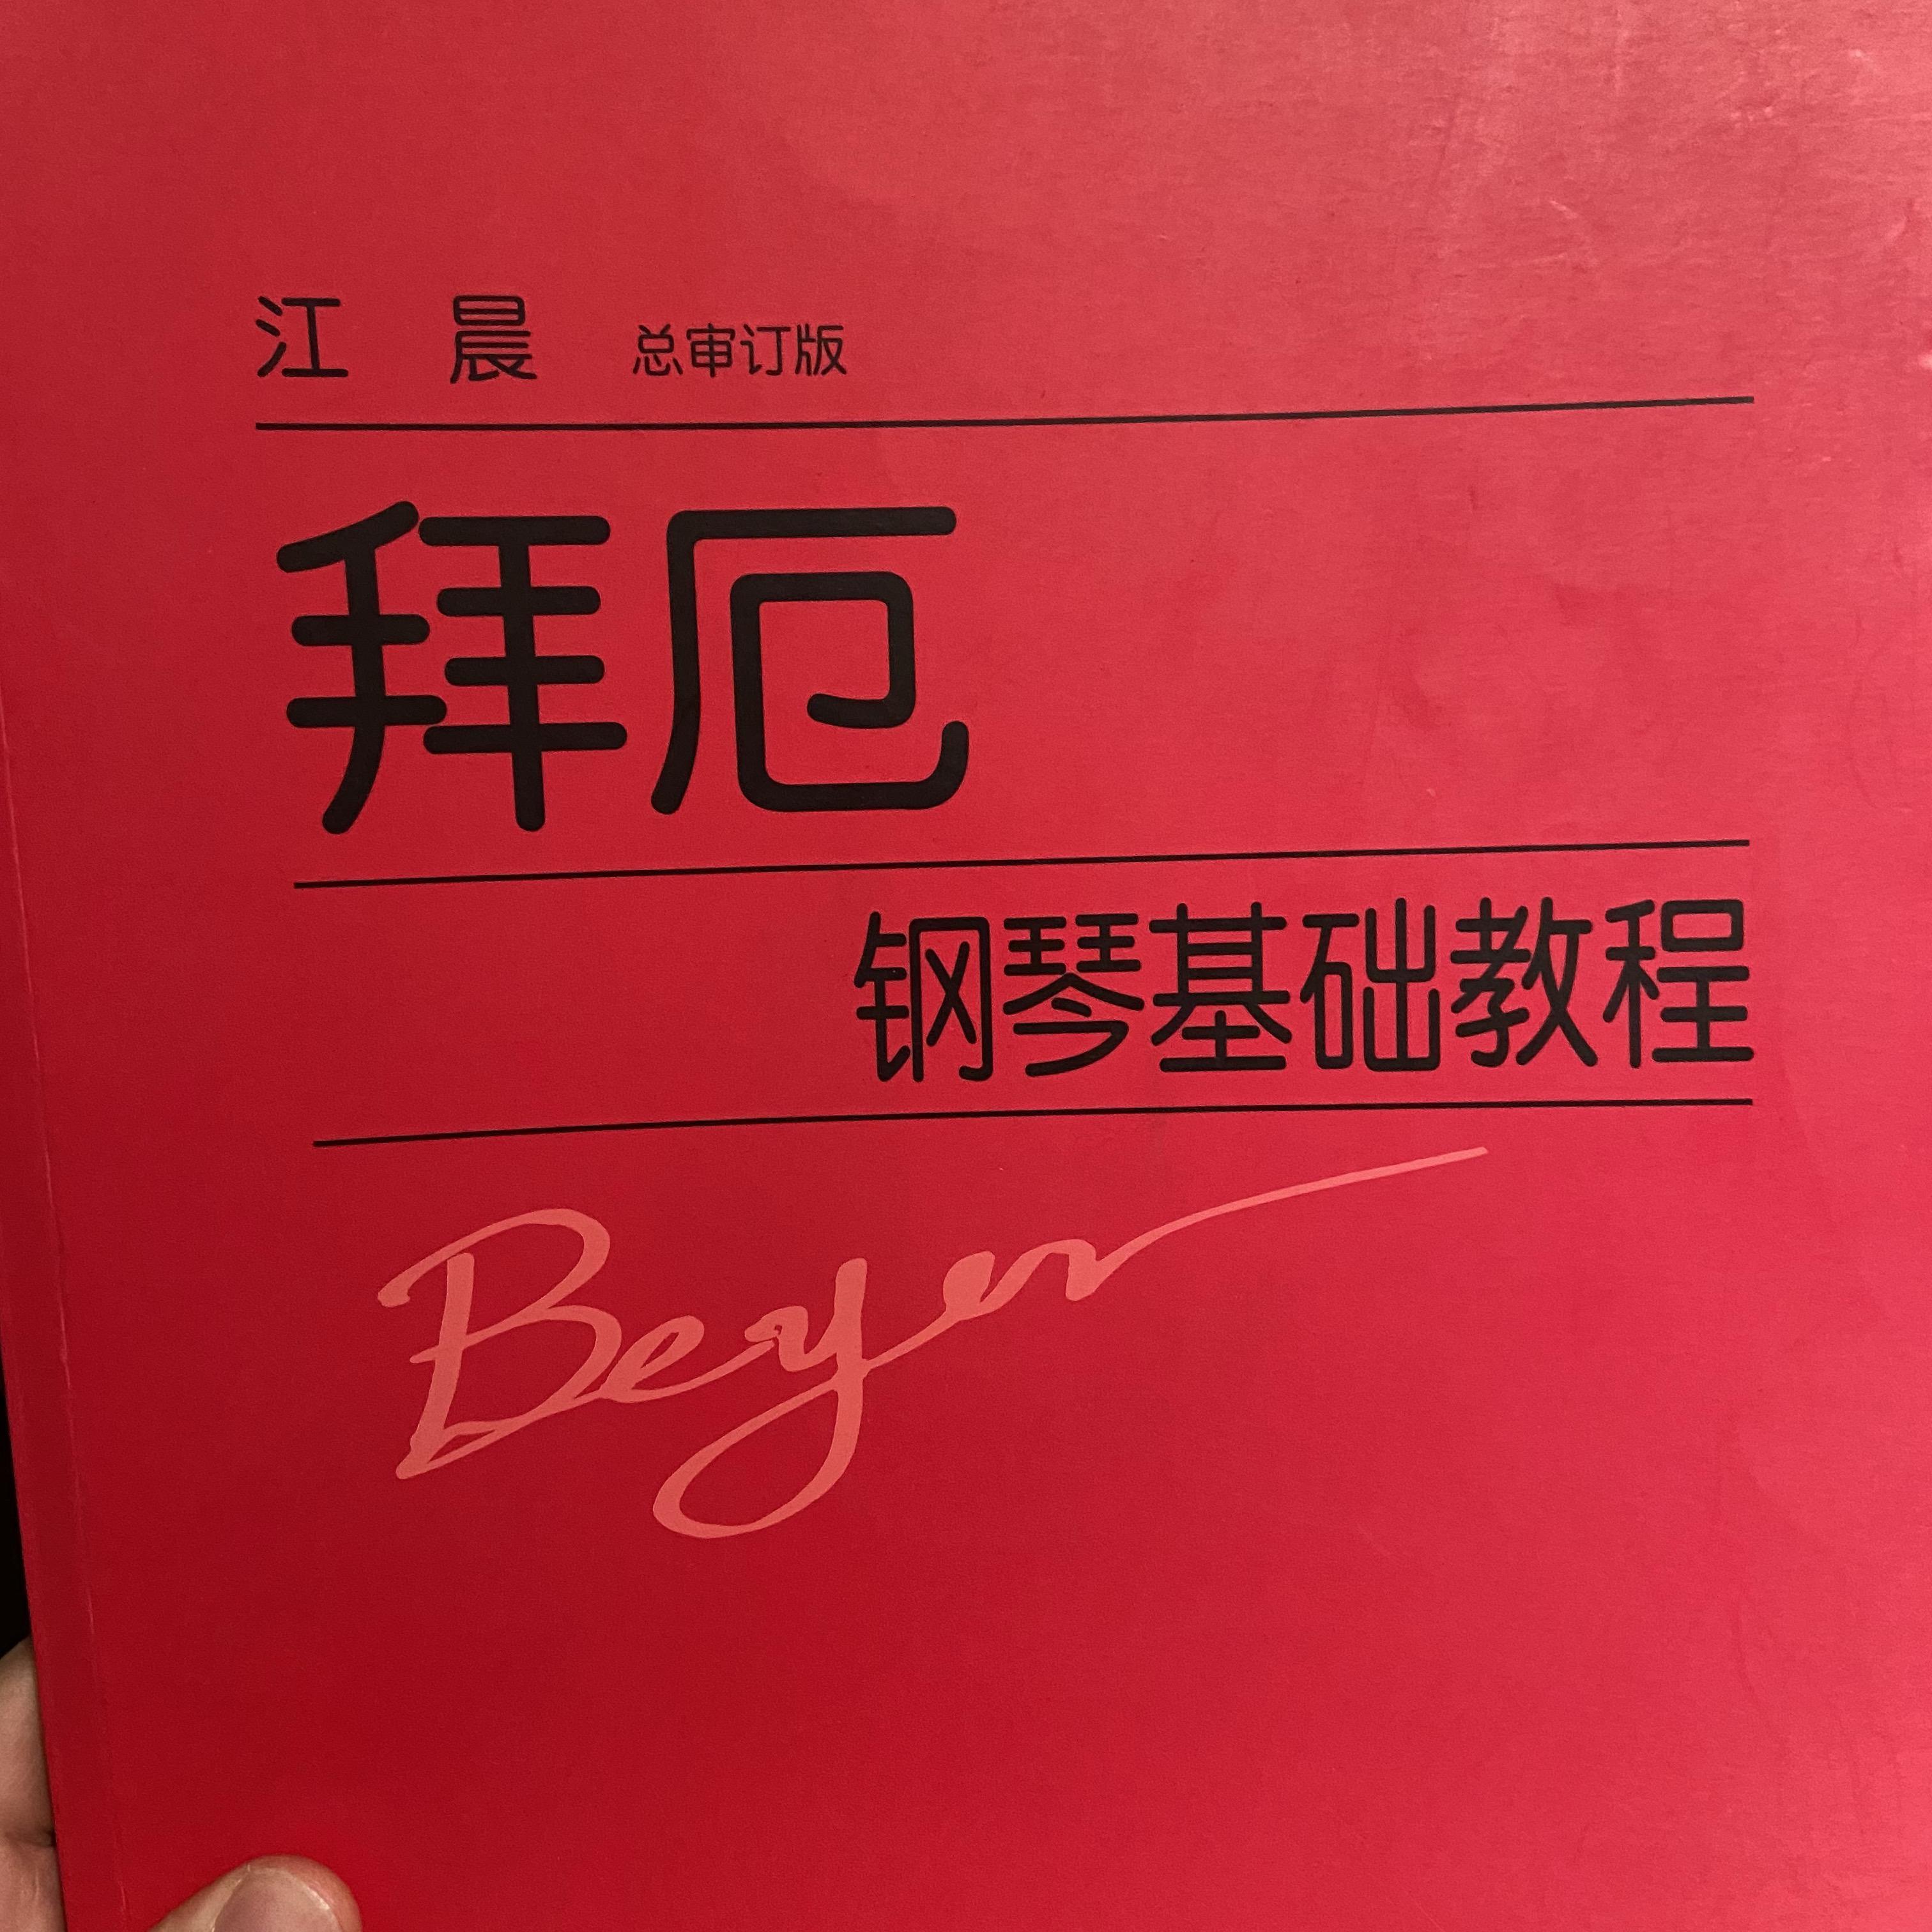 江 晨 总审订版
拜厄
钢琴基础教程
Beyer